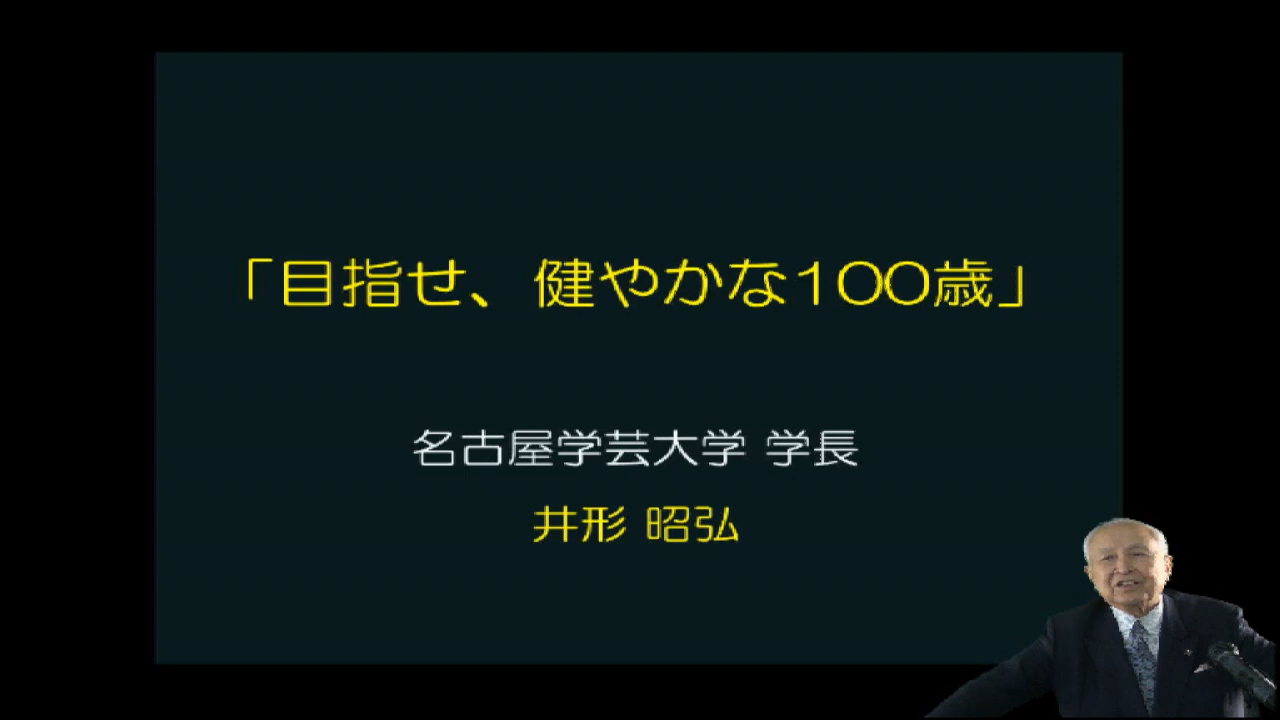 「目指せ、健やかな100歳」
名古屋学芸大学 学長
井形 昭弘